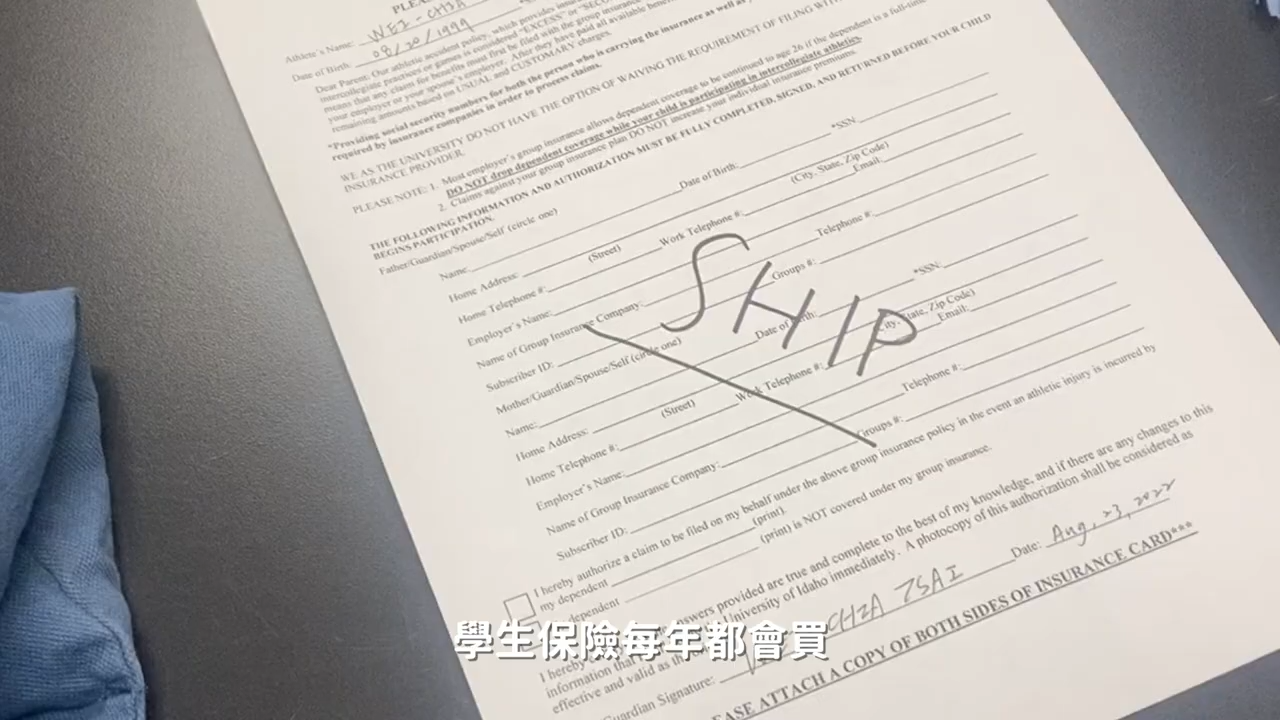 Athlete's Name: WEI-CHIA
Date of Birth: 08/30/1999
Dear Parent: Our athletic accident policy, which provides
intercollegiate practices or games is considered "EXCESS" or
means that any claim for benefits must first be filed with the group insurance
your employer or your spouse's employer. After they have paid all available
remaining amounts based on USUAL and CUSTOMARY charges.
*Providing social security numbers for both the person who is carrying the insurance as well as
required by insurance companies in order to process claims.
WE AS THE UNIVERSITY DO NOT HAVE THE OPTION OF WAIVING THE REQUIREMENT OF FILING WITH
INSURANCE PROVIDER.
PLEASE NOTE: 1. Most employer's group insurance allows dependent coverage to be continued to age 26 if the dependent is a full-time
DO NOT drop dependent coverage while your child is participating in intercollegiate athletics.
2. Claims against your group insurance plan DO NOT increase your individual insurance premiums.
THE FOLLOWING INFORMATION AND AUTHORIZATION MUST BE FULLY COMPLETED, SIGNED, AND RETURNED BEFORE YOUR CHILD
BEGINS PARTICIPATION.
Father/Guardian/Spouse/Self (circle one)
Name: Date of Birth: *SSN:
Home Address: (Street) (City, State, Zip Code)
Home Telephone #: Work Telephone #: Email:
Employer's Name: Telephone #:
Name of Group Insurance Company: Groups #:
Subscriber ID:
SHIP
Mother/Guardian/Spouse/Self (circle one)
Name: Date of Birth: *SSN:
Home Address: (Street) (City, State, Zip Code)
Home Telephone #: Work Telephone #: Email:
Employer's Name: Telephone #:
Name of Group Insurance Company: Groups #:
Subscriber ID:
I hereby authorize a claim to be filed on my behalf under the above group insurance policy in the event an athletic injury is incurred by
my dependent (print).
dependent (print) is NOT covered under my group insurance.
I hereby answers provided are true and complete to the best of my knowledge, and if there are any changes to this
information that University of Idaho immediately. A photocopy of this authorization shall be considered as
effective and valid as
Guardian Signature: CHIA TSAI Date: Aug, 23, 2022
EASE ATTACH A COPY OF BOTH SIDES OF INSURANCE CARD***
學生保險每年都會買